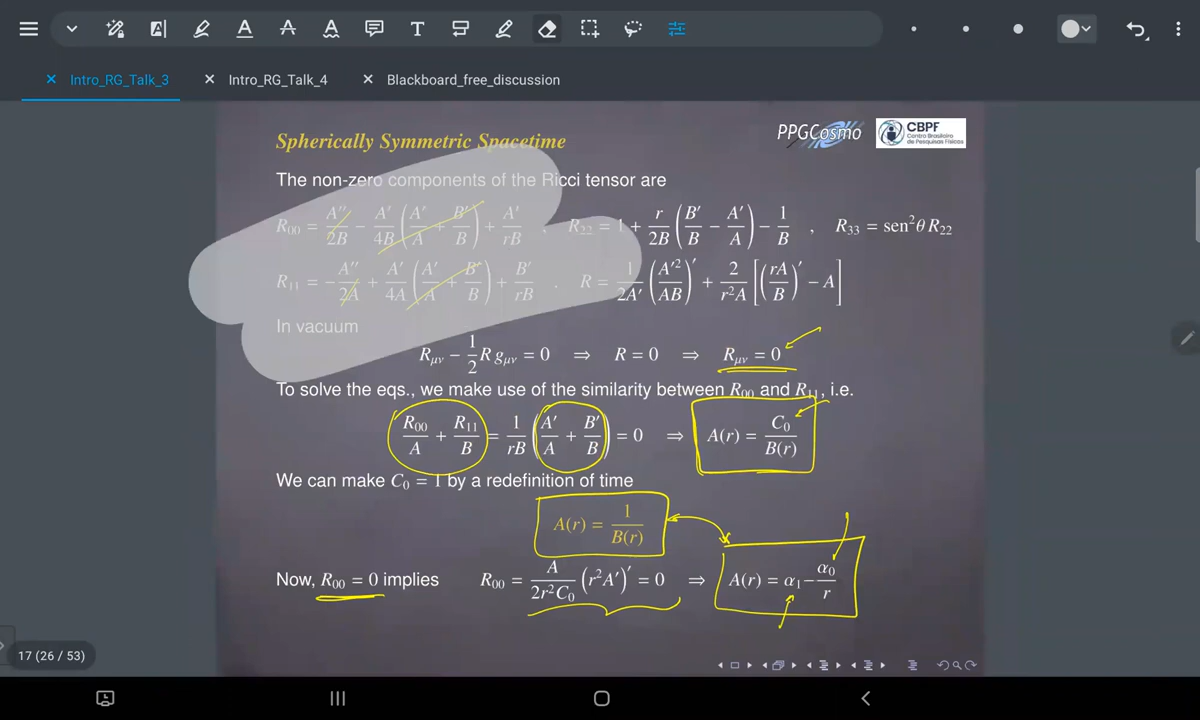 Intro_RG_Talk_3
Intro_RG_Talk_4
Blackboard_free_discussion
Spherically Symmetric Spacetime
PPGCosmo
CBPF
Centro Brasileiro
de Pesquisas Físicas
The non-zero components of the Ricci tensor are
R₀₀ = A''/2B − A'/4B (A'/A + B'/B) + A'/rB , R₂₂ = 1 + r/2B (B'/B − A'/A) − 1/B , R₃₃ = sen²θ R₂₂
R₁₁ = −A''/2A + A'/4A (A'/A + B'/B) + B'/rB . R = 1/2A' (A'²/AB)' + 2/r²A [(rA/B)' − A]
In vacuum
Rμν − 1/2 R gμν = 0 ⇒ R = 0 ⇒ Rμν = 0
To solve the eqs., we make use of the similarity between R₀₀ and R₁₁, i.e.
R₀₀/A + R₁₁/B = 1/rB (A'/A + B'/B) = 0 ⇒ A(r) = C₀/B(r)
We can make C₀ = 1 by a redefinition of time
A(r) = 1/B(r)
Now, R₀₀ = 0 implies R₀₀ = A/2r²C₀ (r²A')' = 0 ⇒ A(r) = α₁ − α₀/r
17 (26 / 53)